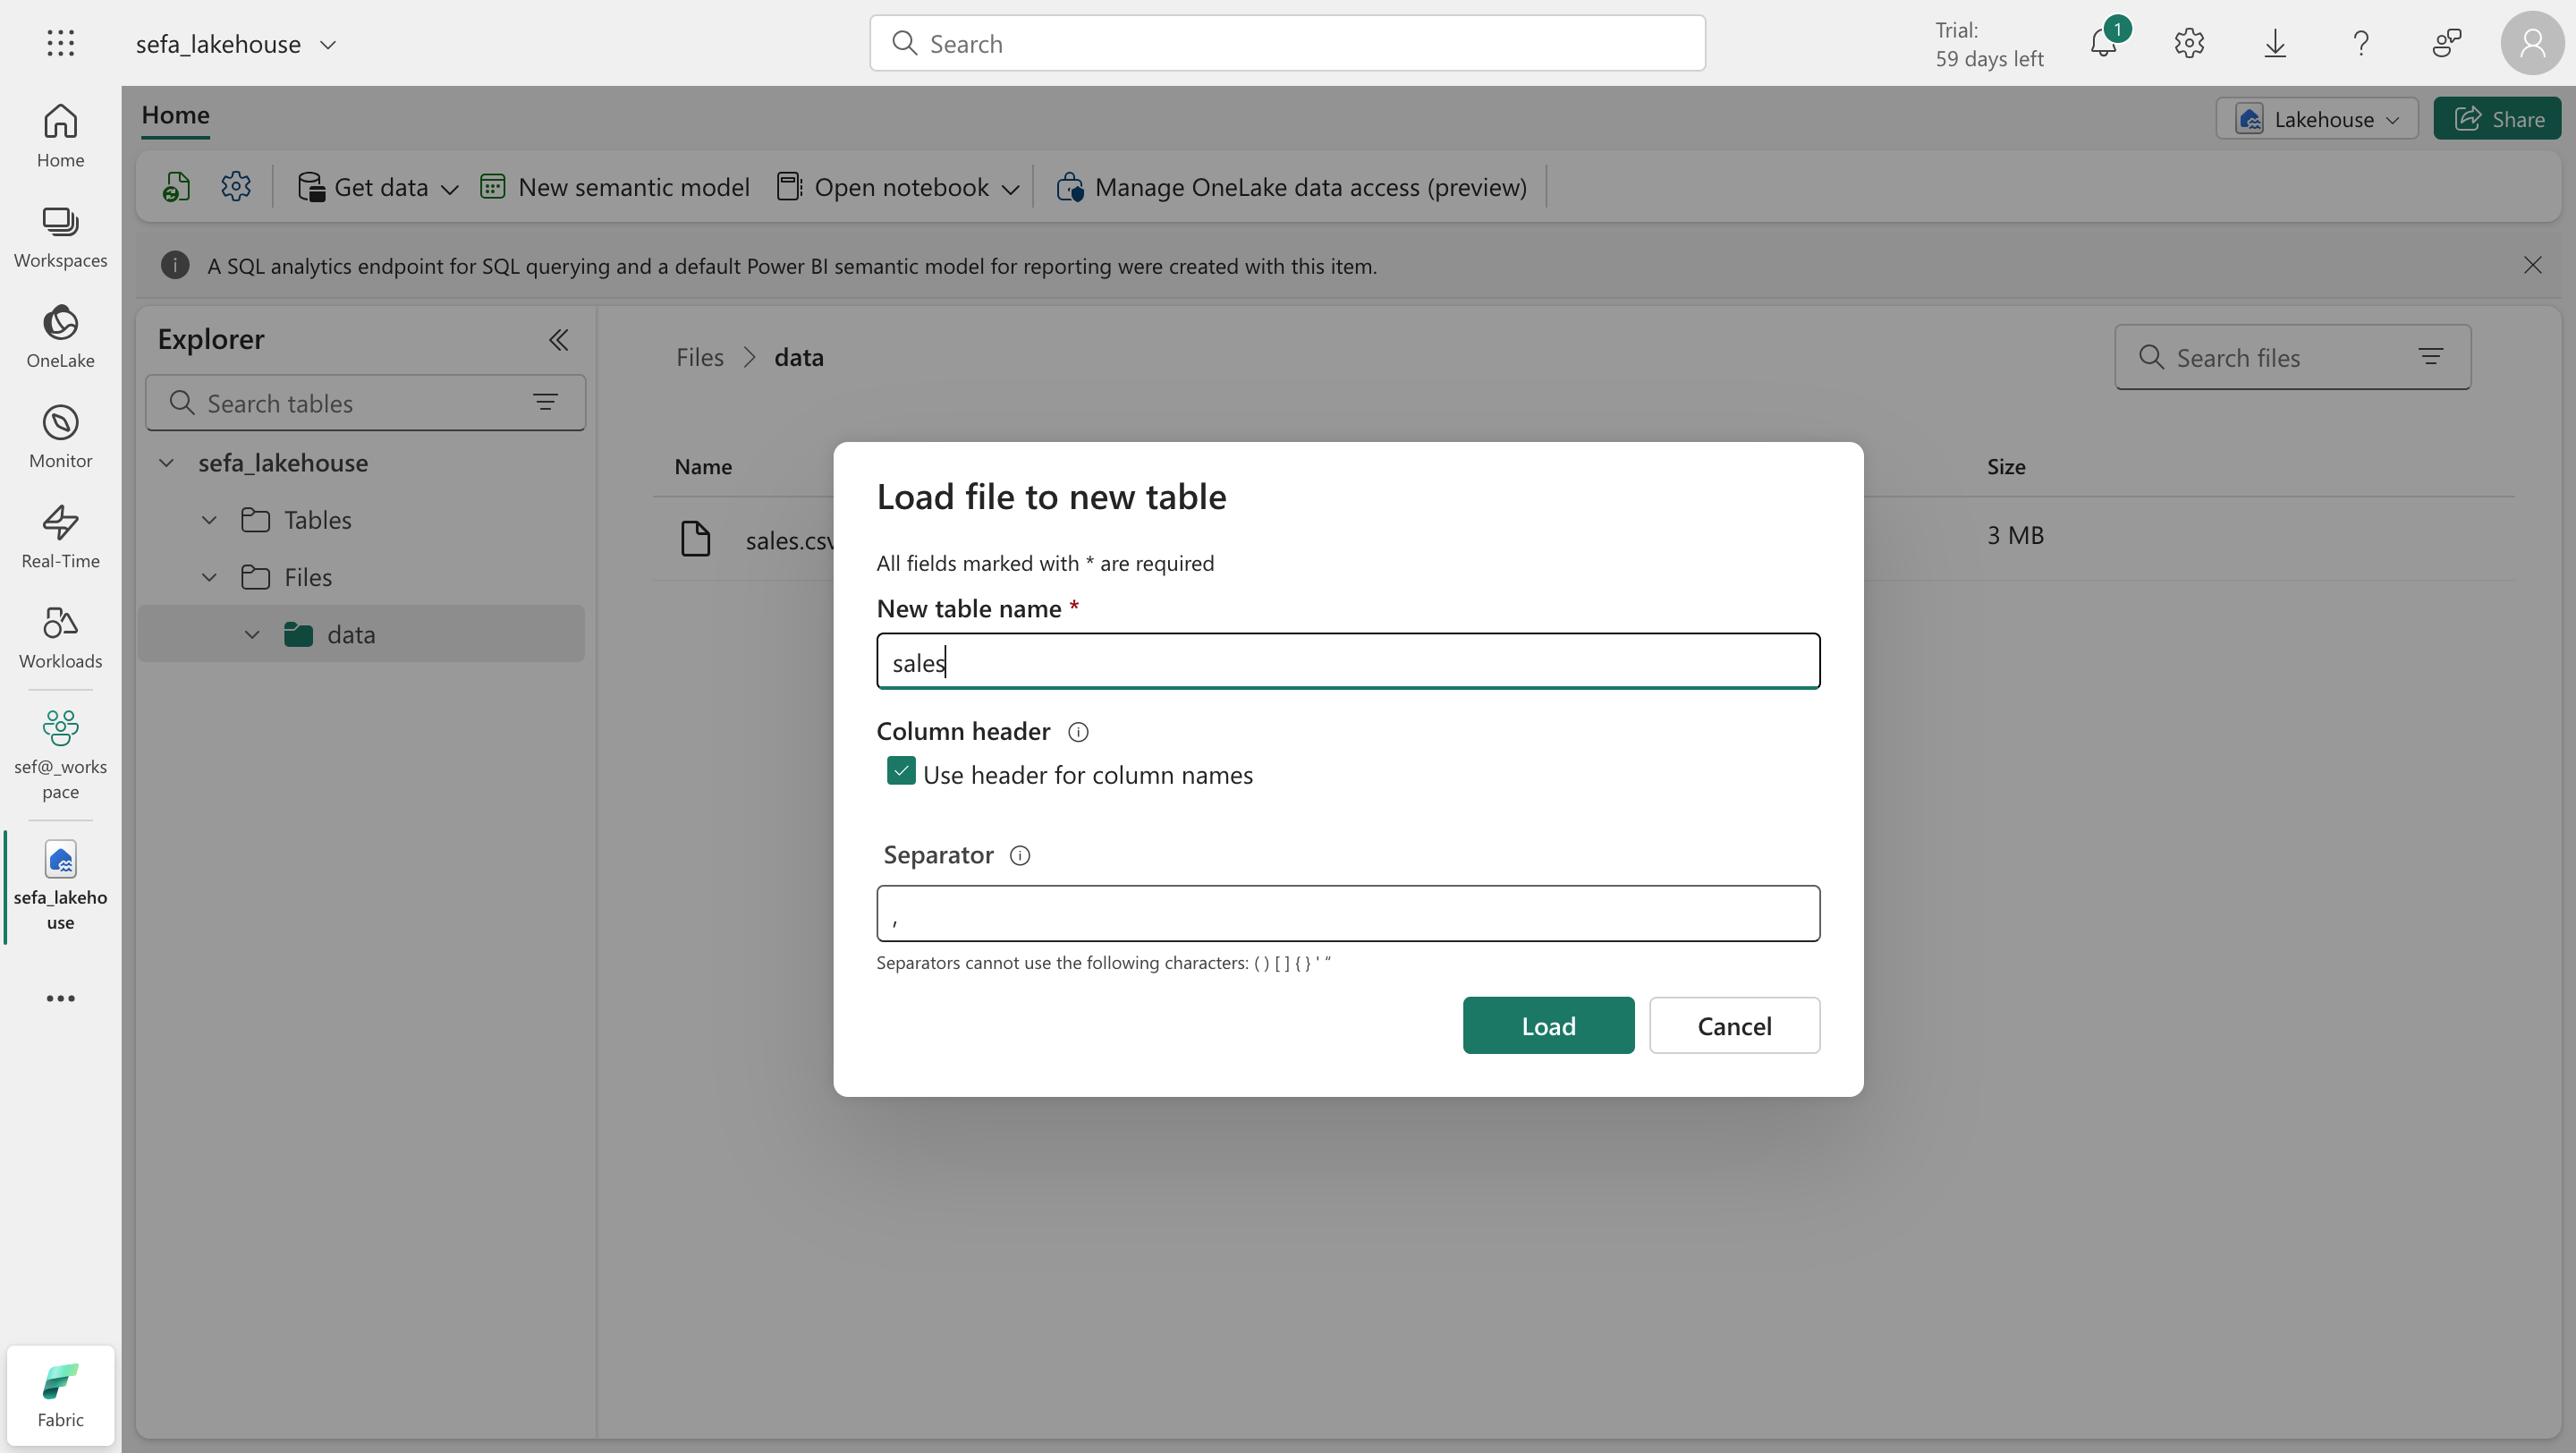 sefa_lakehouse
Search
Trial:
59 days left
1
Home
Workspaces
OneLake
Monitor
Real-Time
Workloads
sef@_works
pace
sefa_lakeho
use
Fabric
Home
Lakehouse
Share
Get data
New semantic model
Open notebook
Manage OneLake data access (preview)
A SQL analytics endpoint for SQL querying and a default Power BI semantic model for reporting were created with this item.
Explorer
Search tables
sefa_lakehouse
Tables
Files
data
Files > data
Search files
Name
Size
sales.csv
3 MB
Load file to new table
All fields marked with * are required
New table name *
sales
Column header
Use header for column names
Separator
,
Separators cannot use the following characters: ( ) [ ] { } ' "
Load
Cancel